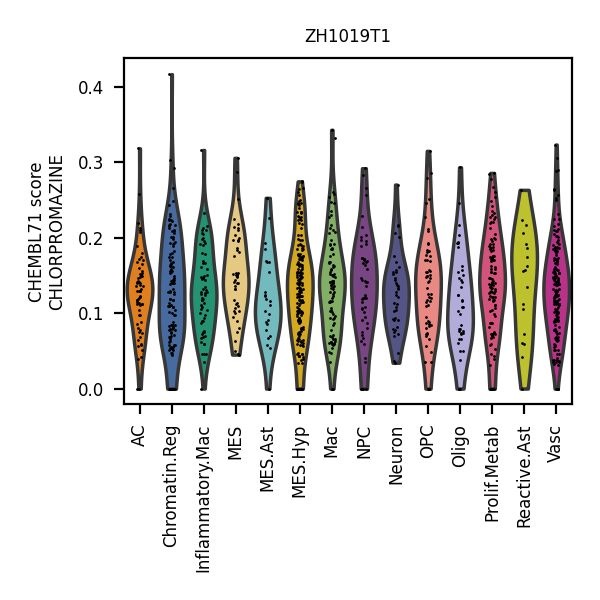 ZH1019T1
CHEMBL71 score
CHLORPROMAZINE
0.4
0.3
0.2
0.1
0.0
AC
Chromatin.Reg
Inflammatory.Mac
MES
MES.Ast
MES.Hyp
Mac
NPC
Neuron
OPC
Oligo
Prolif.Metab
Reactive.Ast
Vasc